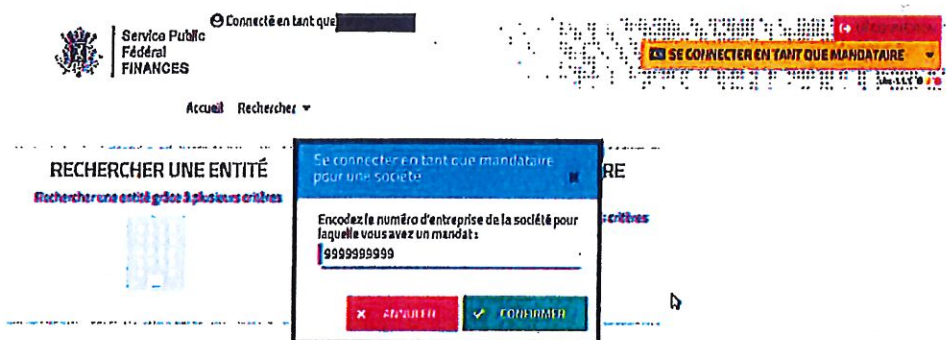 Connecté en tant que
Service Public
Fédéral
FINANCES
SE CONNECTER EN TANT QUE MANDATAIRE
Accueil Rechercher
RECHERCHER UNE ENTITÉ
Rechercher une entité grâce à plusieurs critères
Se connecter en tant que mandataire
pour une société
RE
critères
Encodez le numéro d'entreprise de la société pour
laquelle vous avez un mandat :
9999999999
ANNULER CONFIRMER